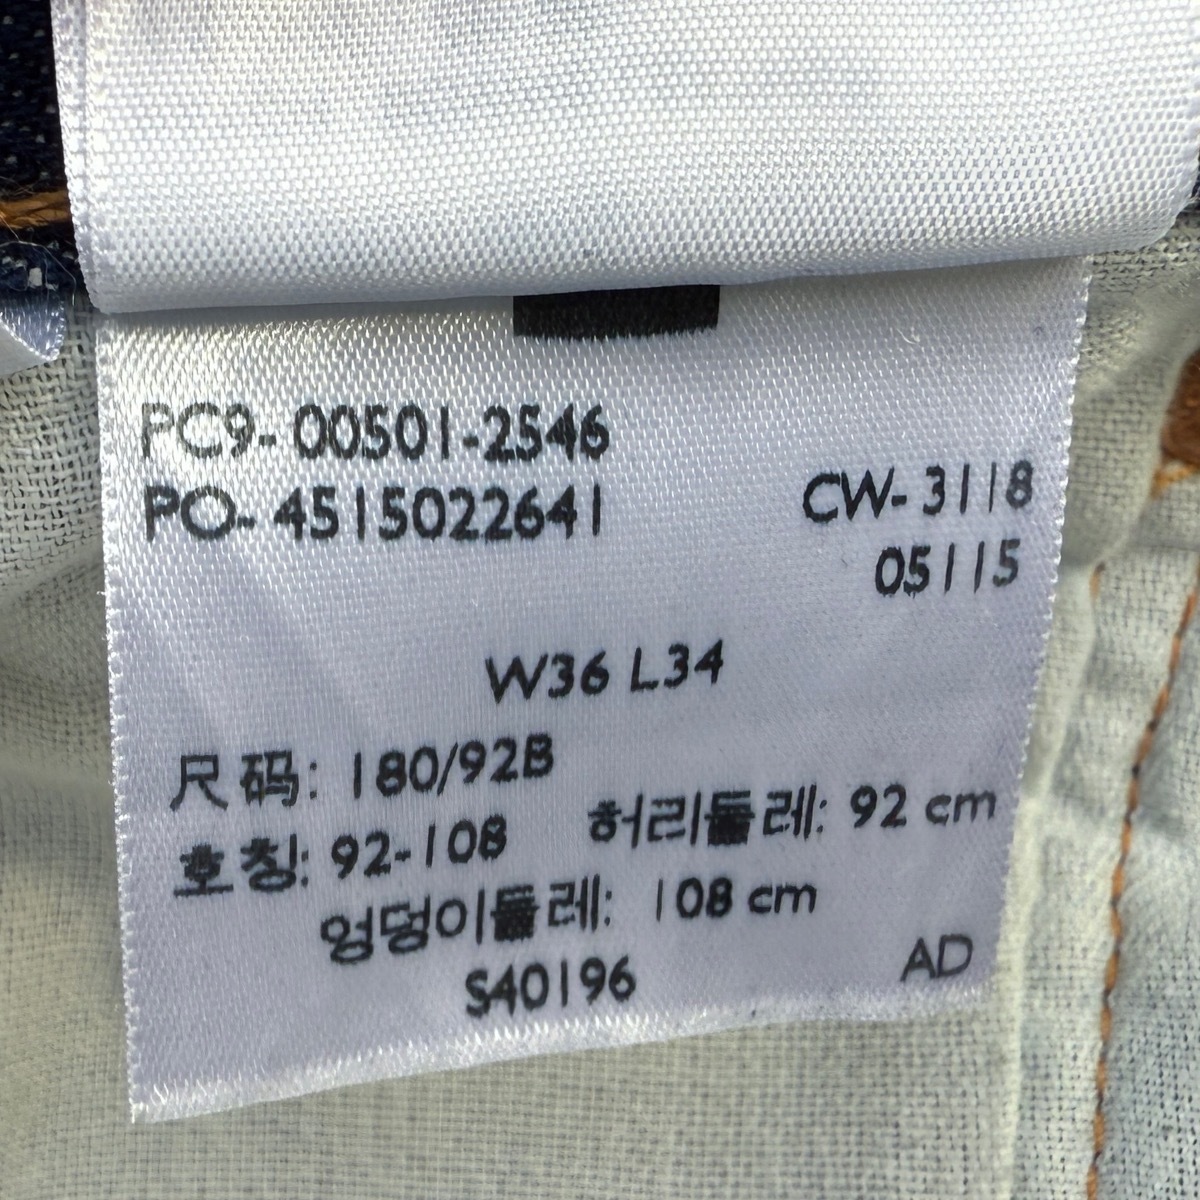 PC9- 00501-2546
PO- 4515022641
CW- 3118
05115
W36 L34
尺 码: 180/92B
호칭: 92-108 허리둘레: 92 cm
엉덩이둘레: 108 cm
S40196
AD